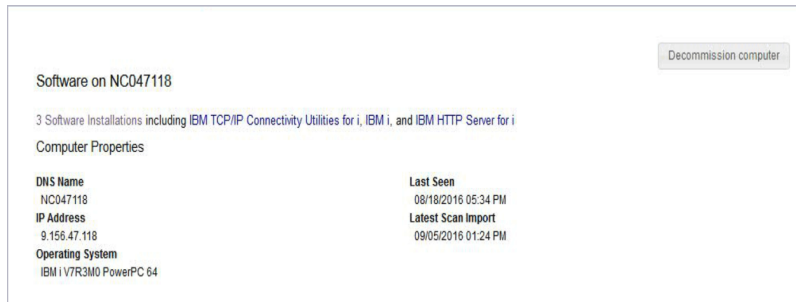 Decommission computer
Software on NC047118
3 Software Installations including IBM TCP/IP Connectivity Utilities for i, IBM i, and IBM HTTP Server for i
Computer Properties
DNS Name
NC047118
IP Address
9.156.47.118
Operating System
IBM i V7R3M0 PowerPC 64
Last Seen
08/18/2016 05:34 PM
Latest Scan Import
09/05/2016 01:24 PM